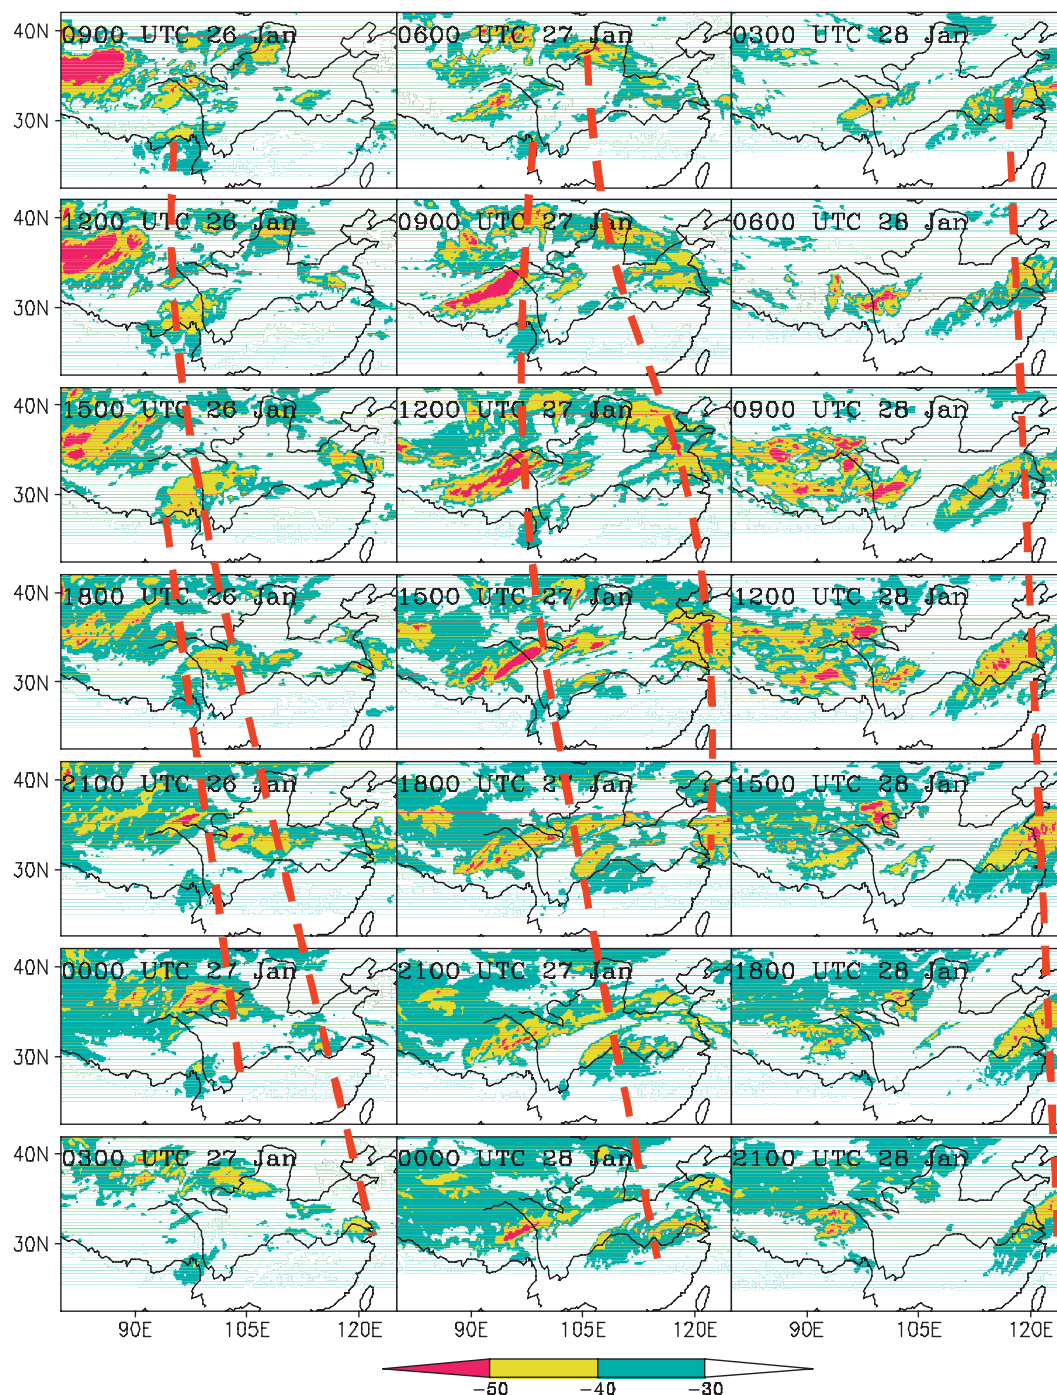 40N 0900 UTC 26 Jan 0600 UTC 27 Jan 0300 UTC 28 Jan
30N
40N 1200 UTC 26 Jan 0900 UTC 27 Jan 0600 UTC 28 Jan
30N
40N 1500 UTC 26 Jan 1200 UTC 27 Jan 0900 UTC 28 Jan
30N
40N 1800 UTC 26 Jan 1500 UTC 27 Jan 1200 UTC 28 Jan
30N
40N 2100 UTC 26 Jan 1800 UTC 27 Jan 1500 UTC 28 Jan
30N
40N 0000 UTC 27 Jan 2100 UTC 27 Jan 1800 UTC 28 Jan
30N
40N 0300 UTC 27 Jan 0000 UTC 28 Jan 2100 UTC 28 Jan
30N
90E 105E 120E 90E 105E 120E 90E 105E 120E
-50 -40 -30